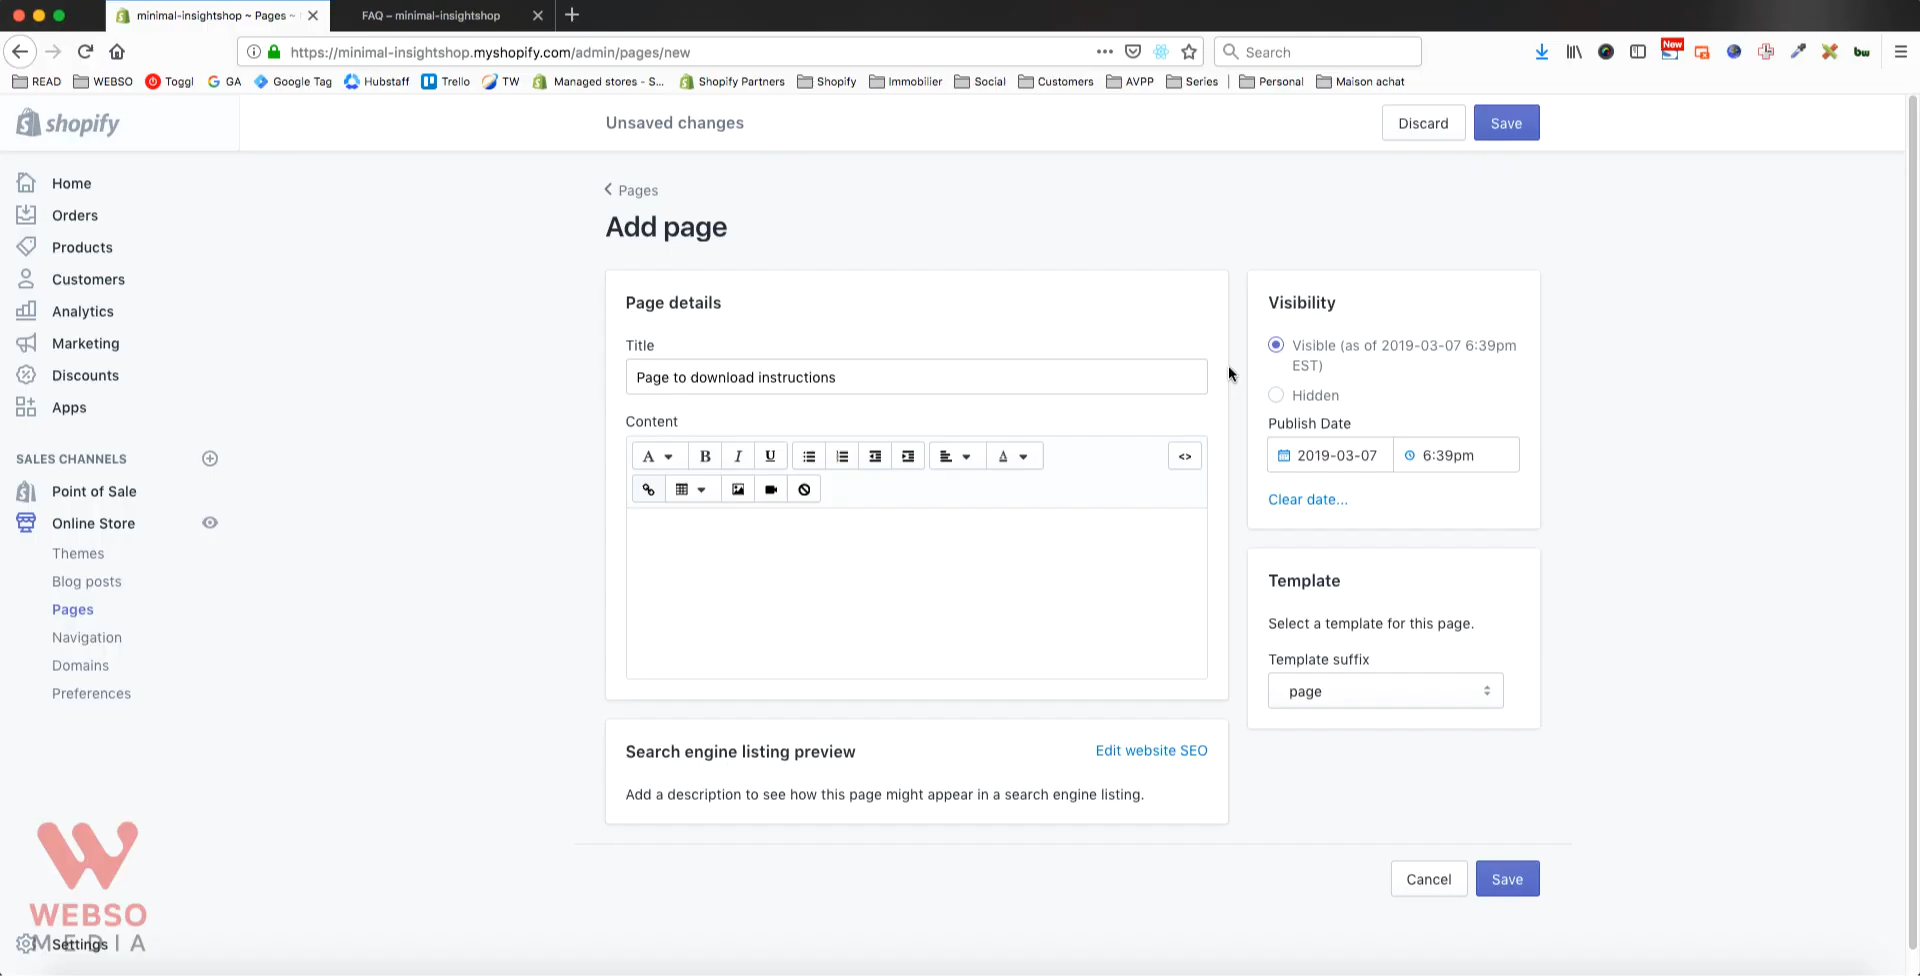 minimal-insightshop ~ Pages ~
FAQ – minimal-insightshop
https://minimal-insightshop.myshopify.com/admin/pages/new
Search
New
bw
READ
WEBSO
Toggl
GA
Google Tag
Hubstaff
Trello
TW
Managed stores - S...
Shopify Partners
Shopify
Immobilier
Social
Customers
AVPP
Series
Personal
Maison achat
shopify
Unsaved changes
Discard
Save
Home
Orders
Products
Customers
Analytics
Marketing
Discounts
Apps
SALES CHANNELS
Point of Sale
Online Store
Themes
Blog posts
Pages
Navigation
Domains
Preferences
Settings
WEBSO
MEDIA
Pages
Add page
Page details
Title
Page to download instructions
Content
A
B
I
U
A
<>
Search engine listing preview
Edit website SEO
Add a description to see how this page might appear in a search engine listing.
Visibility
Visible (as of 2019-03-07 6:39pm
EST)
Hidden
Publish Date
2019-03-07
6:39pm
Clear date...
Template
Select a template for this page.
Template suffix
page
Cancel
Save